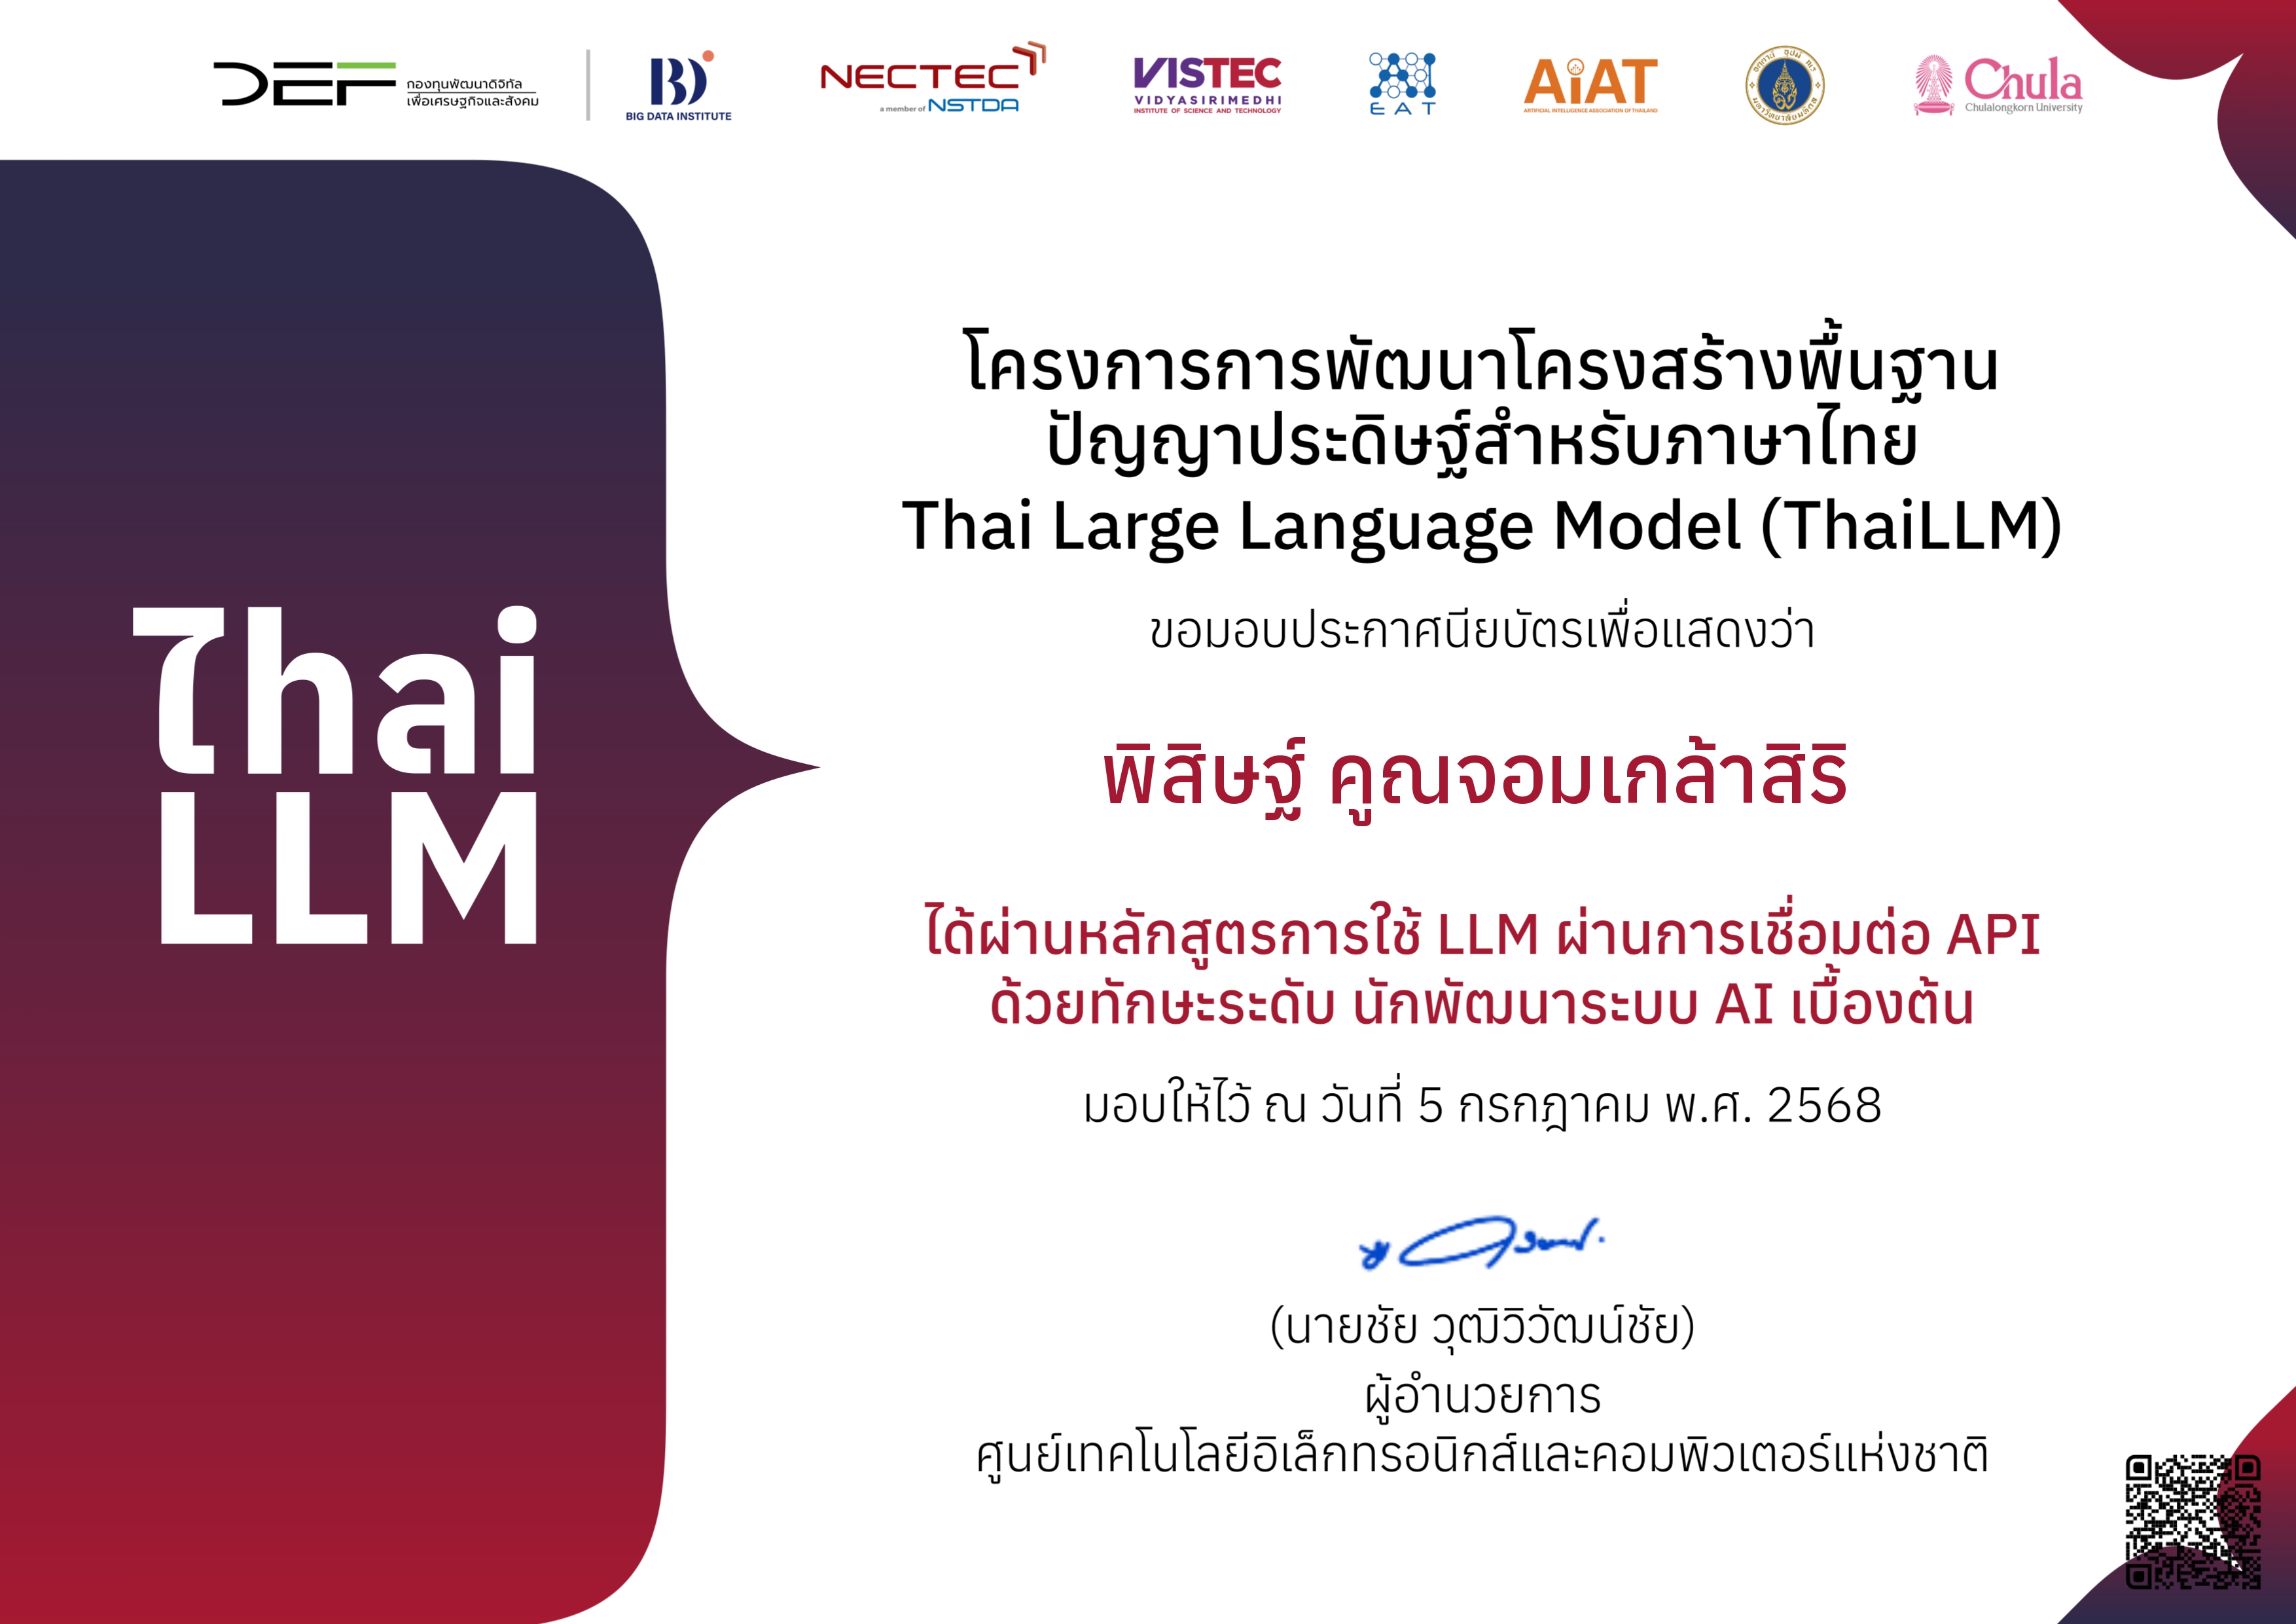 DEF กองทุนพัฒนาดิจิทัล
เพื่อเศรษฐกิจและสังคม
BIG DATA INSTITUTE
NECTEC
a member of NSTDA
VISTEC
VIDYASIRIMEDHI
INSTITUTE OF SCIENCE AND TECHNOLOGY
EAT
AiAT
ARTIFICIAL INTELLIGENCE ASSOCIATION OF THAILAND
Chula
Chulalongkorn University
Thai
LLM
โครงการการพัฒนาโครงสร้างพื้นฐาน
ปัญญาประดิษฐ์สำหรับภาษาไทย
Thai Large Language Model (ThaiLLM)
ขอมอบประกาศนียบัตรเพื่อแสดงว่า
พิสิษฐ์ คูณจอมเกล้าสิริ
ได้ผ่านหลักสูตรการใช้ LLM ผ่านการเชื่อมต่อ API
ด้วยทักษะระดับ นักพัฒนาระบบ AI เบื้องต้น
มอบให้ไว้ ณ วันที่ 5 กรกฎาคม พ.ศ. 2568
(นายชัย วุฒิวิวัฒน์ชัย)
ผู้อำนวยการ
ศูนย์เทคโนโลยีอิเล็กทรอนิกส์และคอมพิวเตอร์แห่งชาติ